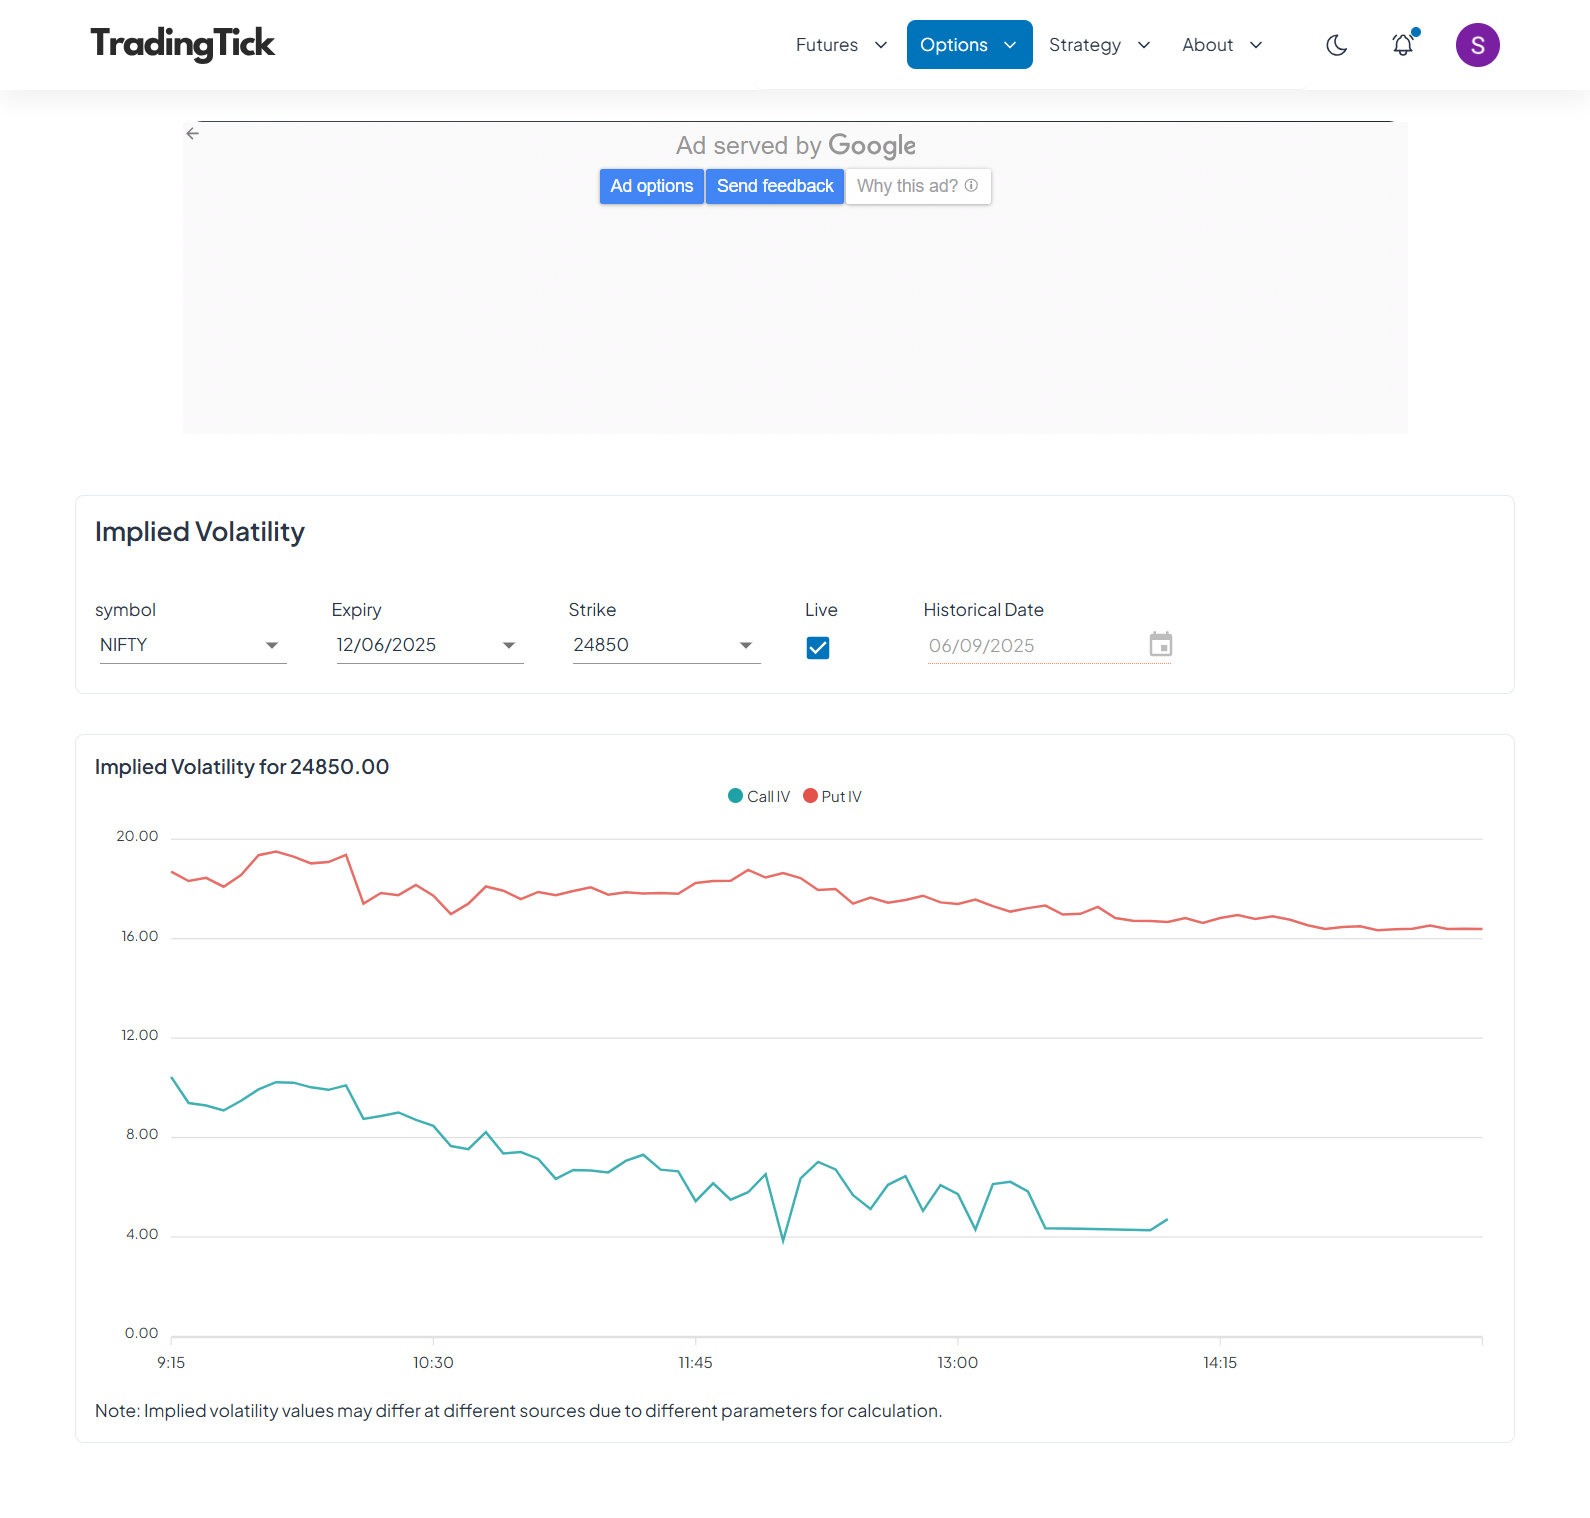 TradingTick
Futures Options Strategy About S
Ad served by Google
Ad options Send feedback Why this ad?
Implied Volatility
symbol Expiry Strike Live Historical Date
NIFTY 12/06/2025 24850 06/09/2025
Implied Volatility for 24850.00
Call IV Put IV
20.00
16.00
12.00
8.00
4.00
0.00
9:15 10:30 11:45 13:00 14:15
Note: Implied volatility values may differ at different sources due to different parameters for calculation.